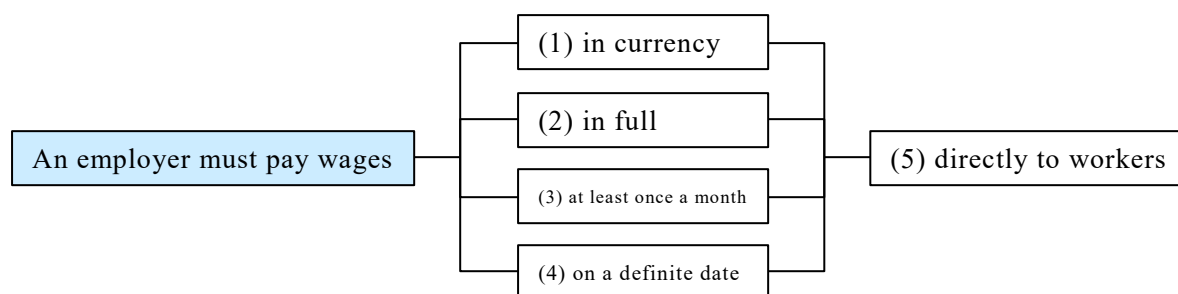 An employer must pay wages
(1) in currency
(2) in full
(3) at least once a month
(4) on a definite date
(5) directly to workers